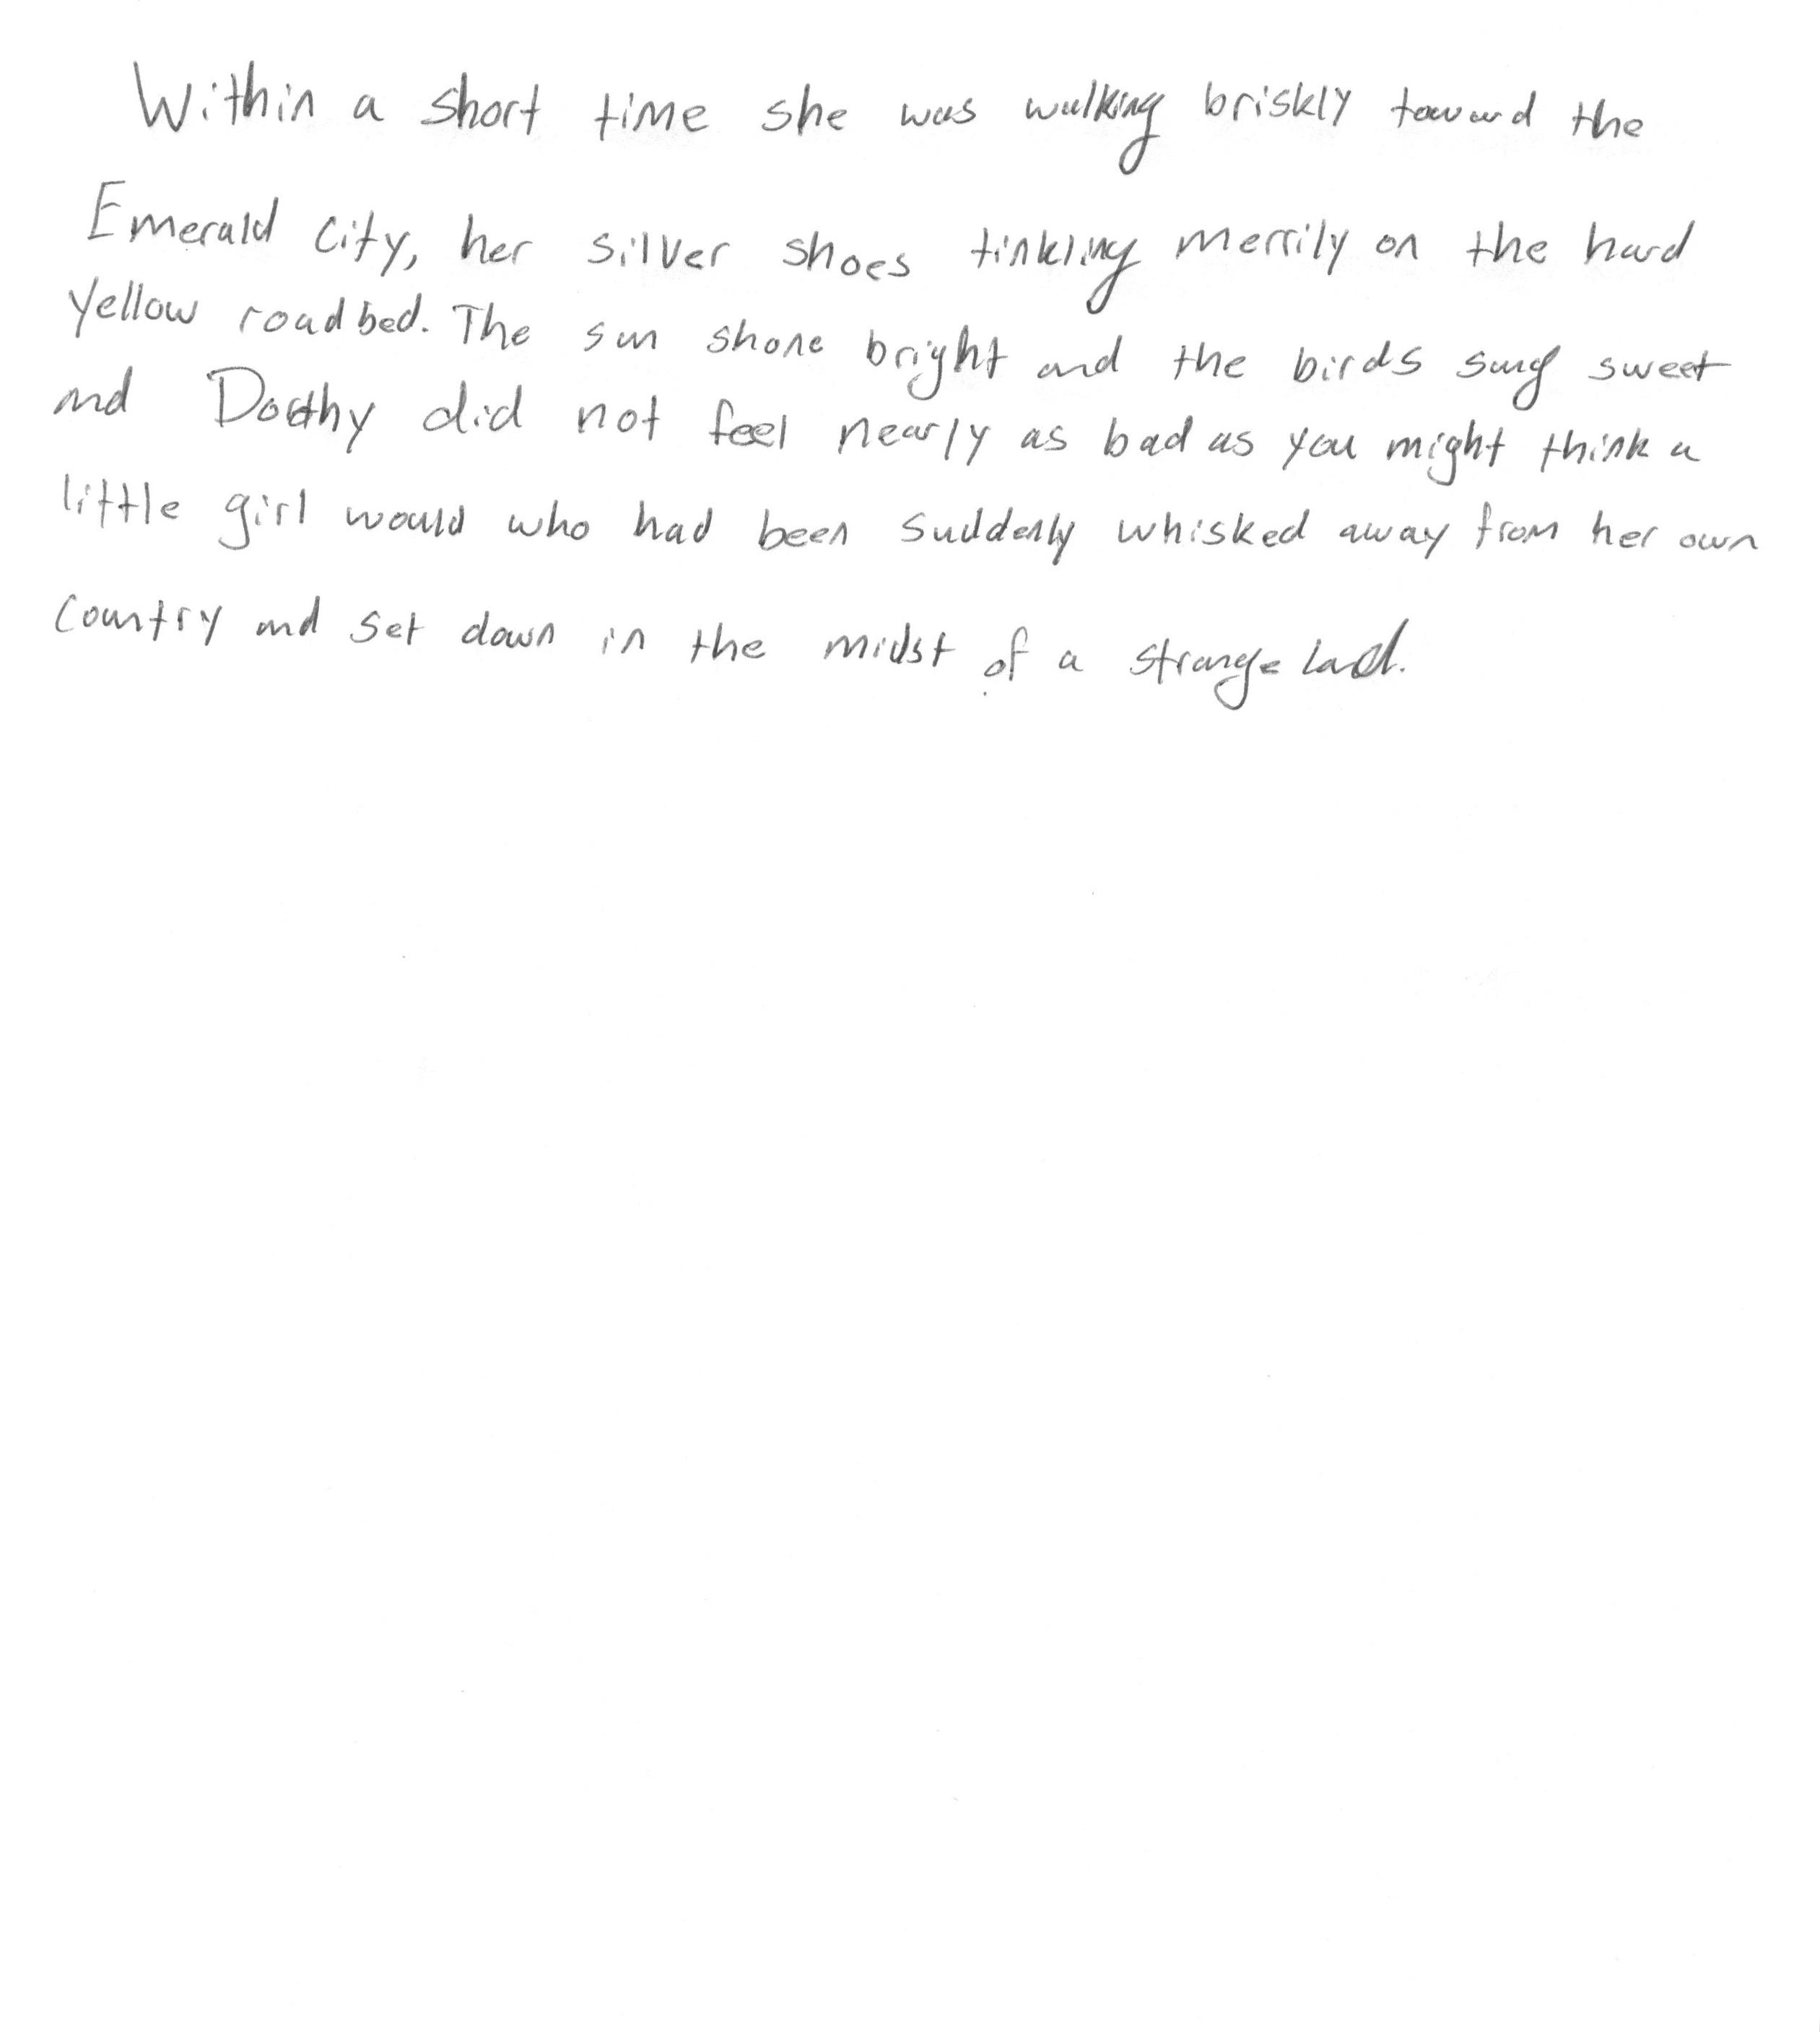 Within a short time she was walking briskly toward the
Emerald City, her silver shoes tinkling merrily on the hard
yellow roadbed. The sun shone bright and the birds sung sweet
and Dorothy did not feel nearly as bad as you might think a
little girl would who had been suddenly whisked away from her own
country and set down in the midst of a strange land.